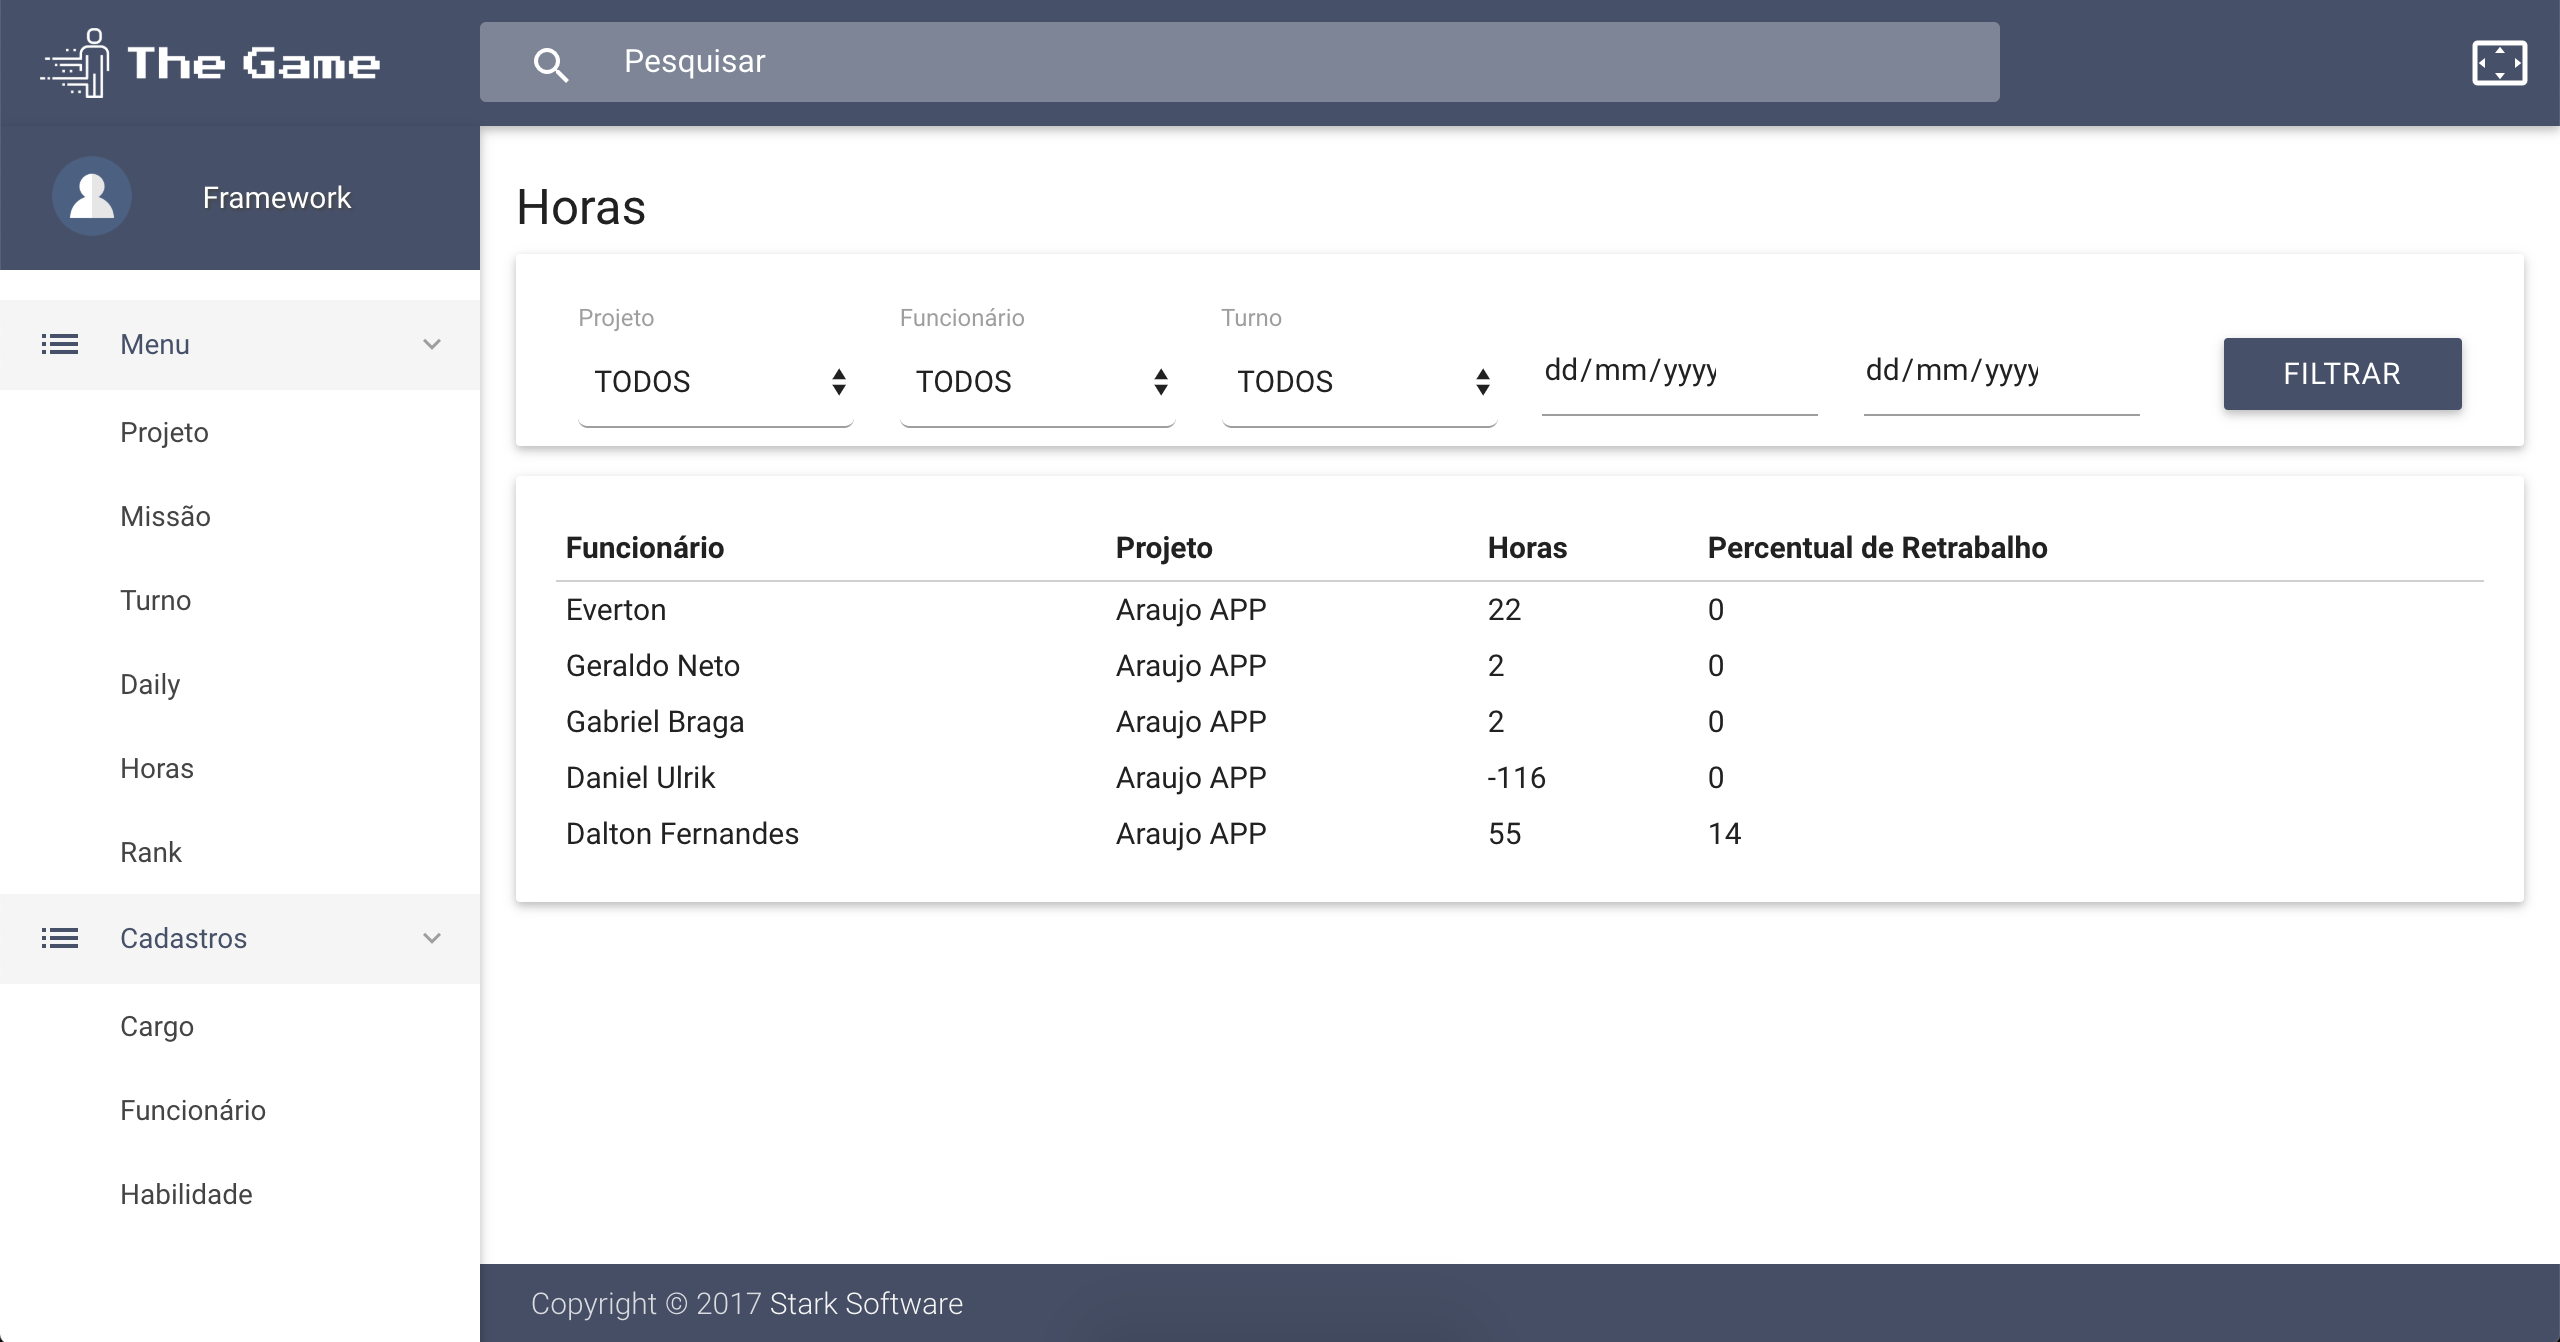 The Game
Pesquisar
Framework
Menu
Projeto
Missão
Turno
Daily
Horas
Rank
Cadastros
Cargo
Funcionário
Habilidade
Horas
Projeto Funcionário Turno
TODOS TODOS TODOS dd/mm/yyyy dd/mm/yyyy FILTRAR
Funcionário Projeto Horas Percentual de Retrabalho
Everton Araujo APP 22 0
Geraldo Neto Araujo APP 2 0
Gabriel Braga Araujo APP 2 0
Daniel Ulrik Araujo APP -116 0
Dalton Fernandes Araujo APP 55 14
Copyright © 2017 Stark Software